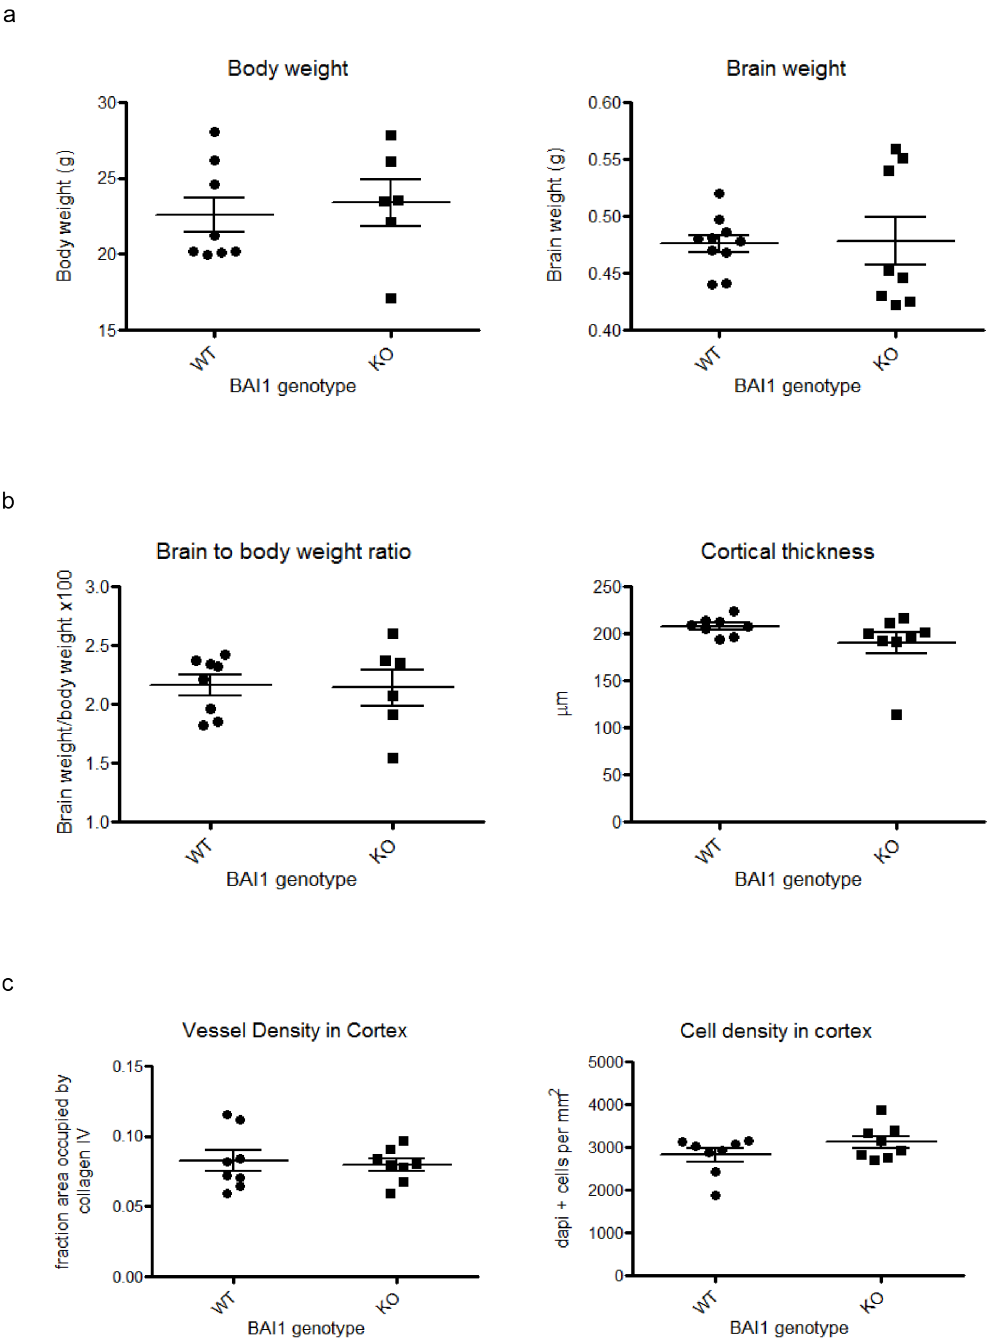 a
Body weight
Body weight (g)
30
25
20
15
WT
KO
BAI1 genotype
Brain weight
Brain weight (g)
0.60
0.55
0.50
0.45
0.40
WT
KO
BAI1 genotype
b
Brain to body weight ratio
Brain weight/body weight x100
3.0
2.5
2.0
1.5
1.0
WT
KO
BAI1 genotype
Cortical thickness
µm
250
200
150
100
50
0
WT
KO
BAI1 genotype
c
Vessel Density in Cortex
fraction area occupied by
collagen IV
0.15
0.10
0.05
0.00
WT
KO
BAI1 genotype
Cell density in cortex
dapi + cells per mm²
5000
4000
3000
2000
1000
0
WT
KO
BAI1 genotype